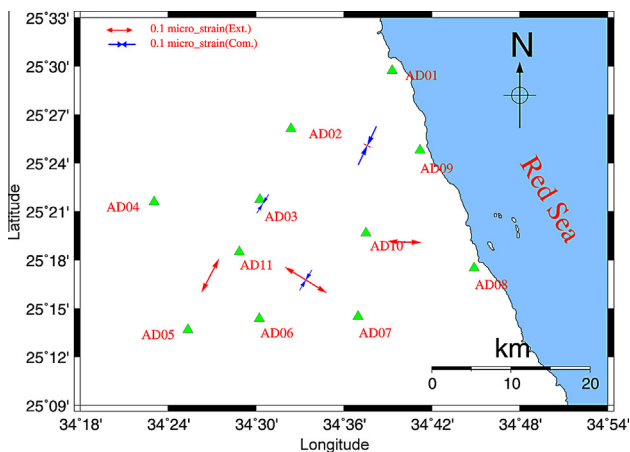 25°33'
0.1 micro_strain(Ext.)
0.1 micro_strain(Com.)
N
25°30'
AD01
25°27'
AD02
25°24'
AD09
Red Sea
25°21'
AD04
AD03
AD10
25°18'
AD11
AD08
25°15'
AD05
AD06
AD07
25°12'
km
0 10 20
25°09'
34°18' 34°24' 34°30' 34°36' 34°42' 34°48' 34°54'
Latitude
Longitude